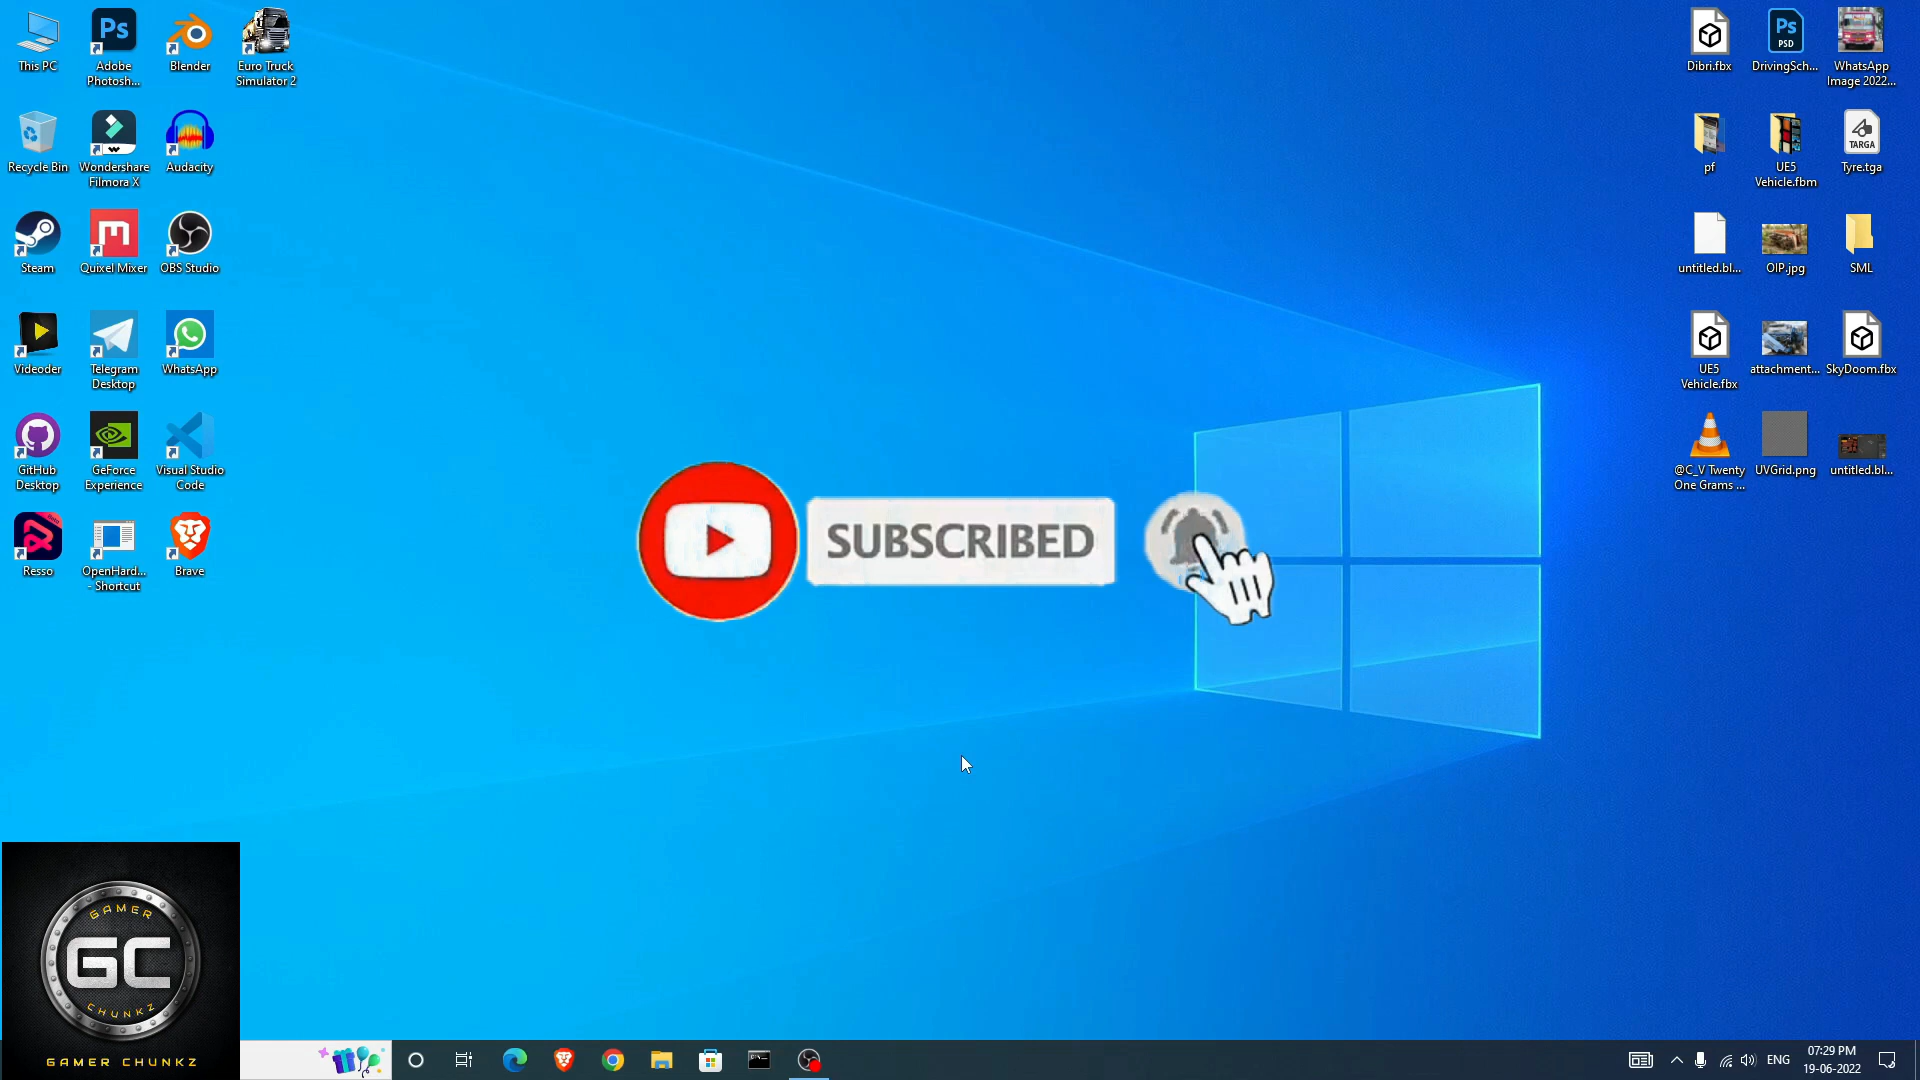 This PC
Adobe
Photosh...
Blender
Euro Truck
Simulator 2
Recycle Bin
Wondershare
Filmora X
Audacity
Steam
Quixel Mixer
OBS Studio
Videoder
Telegram
Desktop
WhatsApp
GitHub
Desktop
GeForce
Experience
Visual Studio
Code
Resso
OpenHard...
- Shortcut
Brave
Ps
Dibri.fbx
Ps
PSD
DrivingSch...
WhatsApp
Image 2022...
pf
UE5
Vehicle.fbm
TARGA
Tyre.tga
untitled.bl...
OIP.jpg
SML
UE5
Vehicle.fbx
attachment...
SkyDoom.fbx
@C_V Twenty
One Grams ...
UVGrid.png
untitled.bl...
SUBSCRIBED
GAMER
GC
CHUNKZ
GAMER CHUNKZ
ENG
07:29 PM
19-06-2022